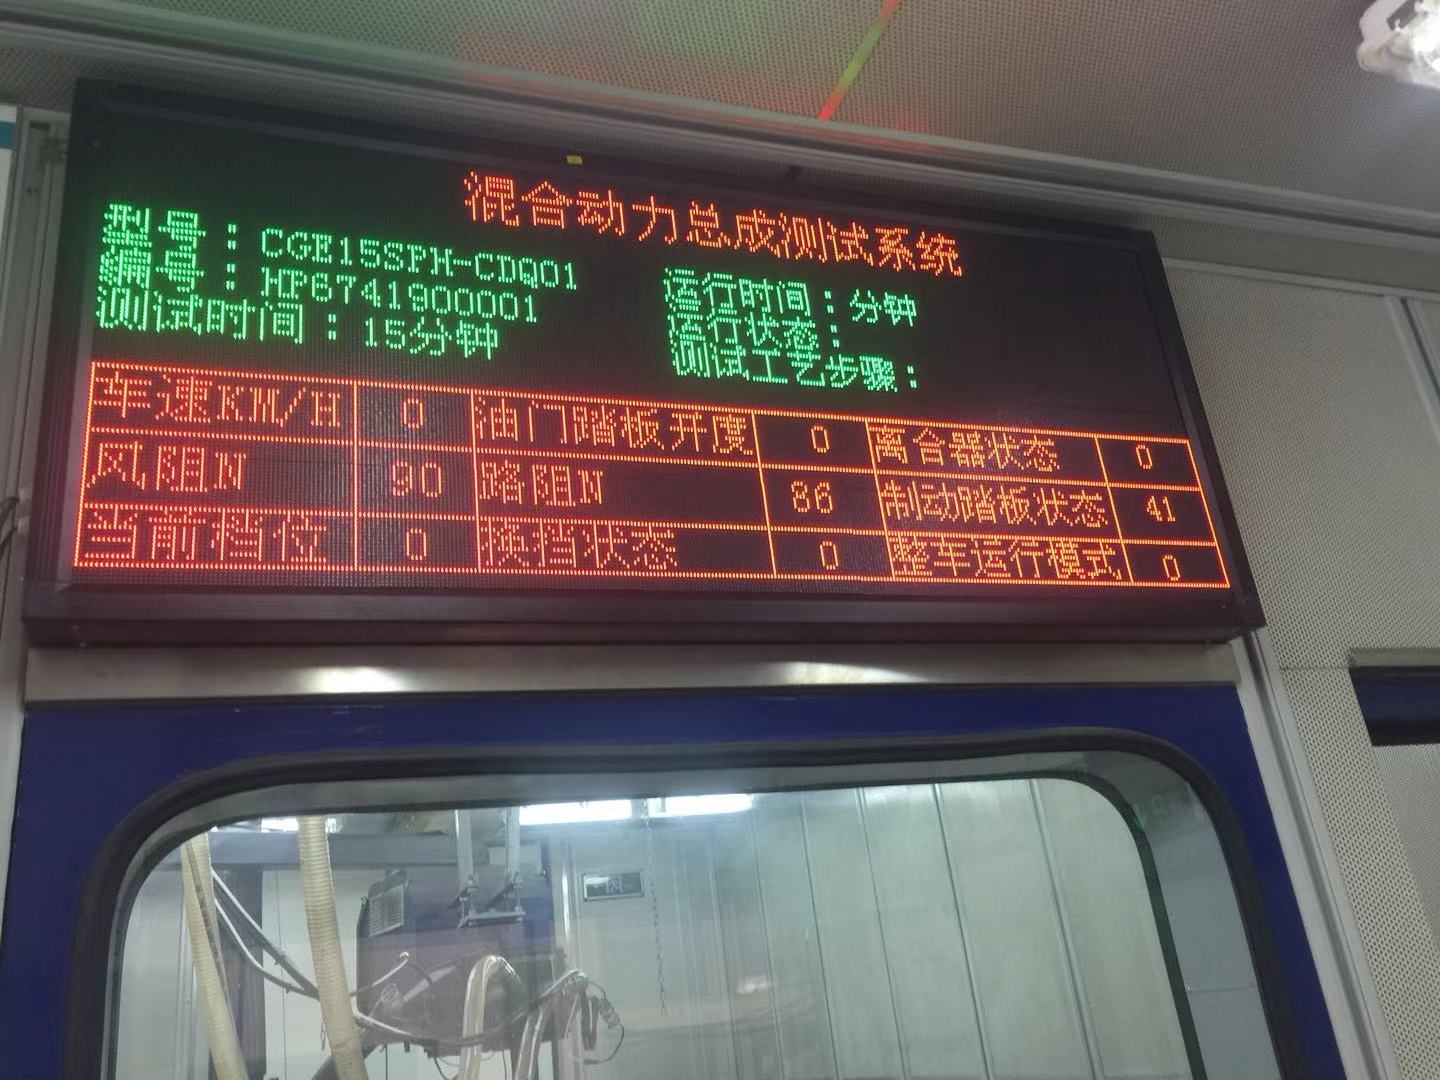 混合动力总成测试系统
型号：CGE15SPH-CDQ01
编号：HP6741900001
测试时间：15分钟
运行时间：分钟
运行状态：
测试工艺步骤：
车速KM/H 0 油门踏板开度 0 离合器状态 0
风阻N 90 路阻N 86 制动踏板状态 41
当前档位 0 换挡状态 0 整车运行模式 0